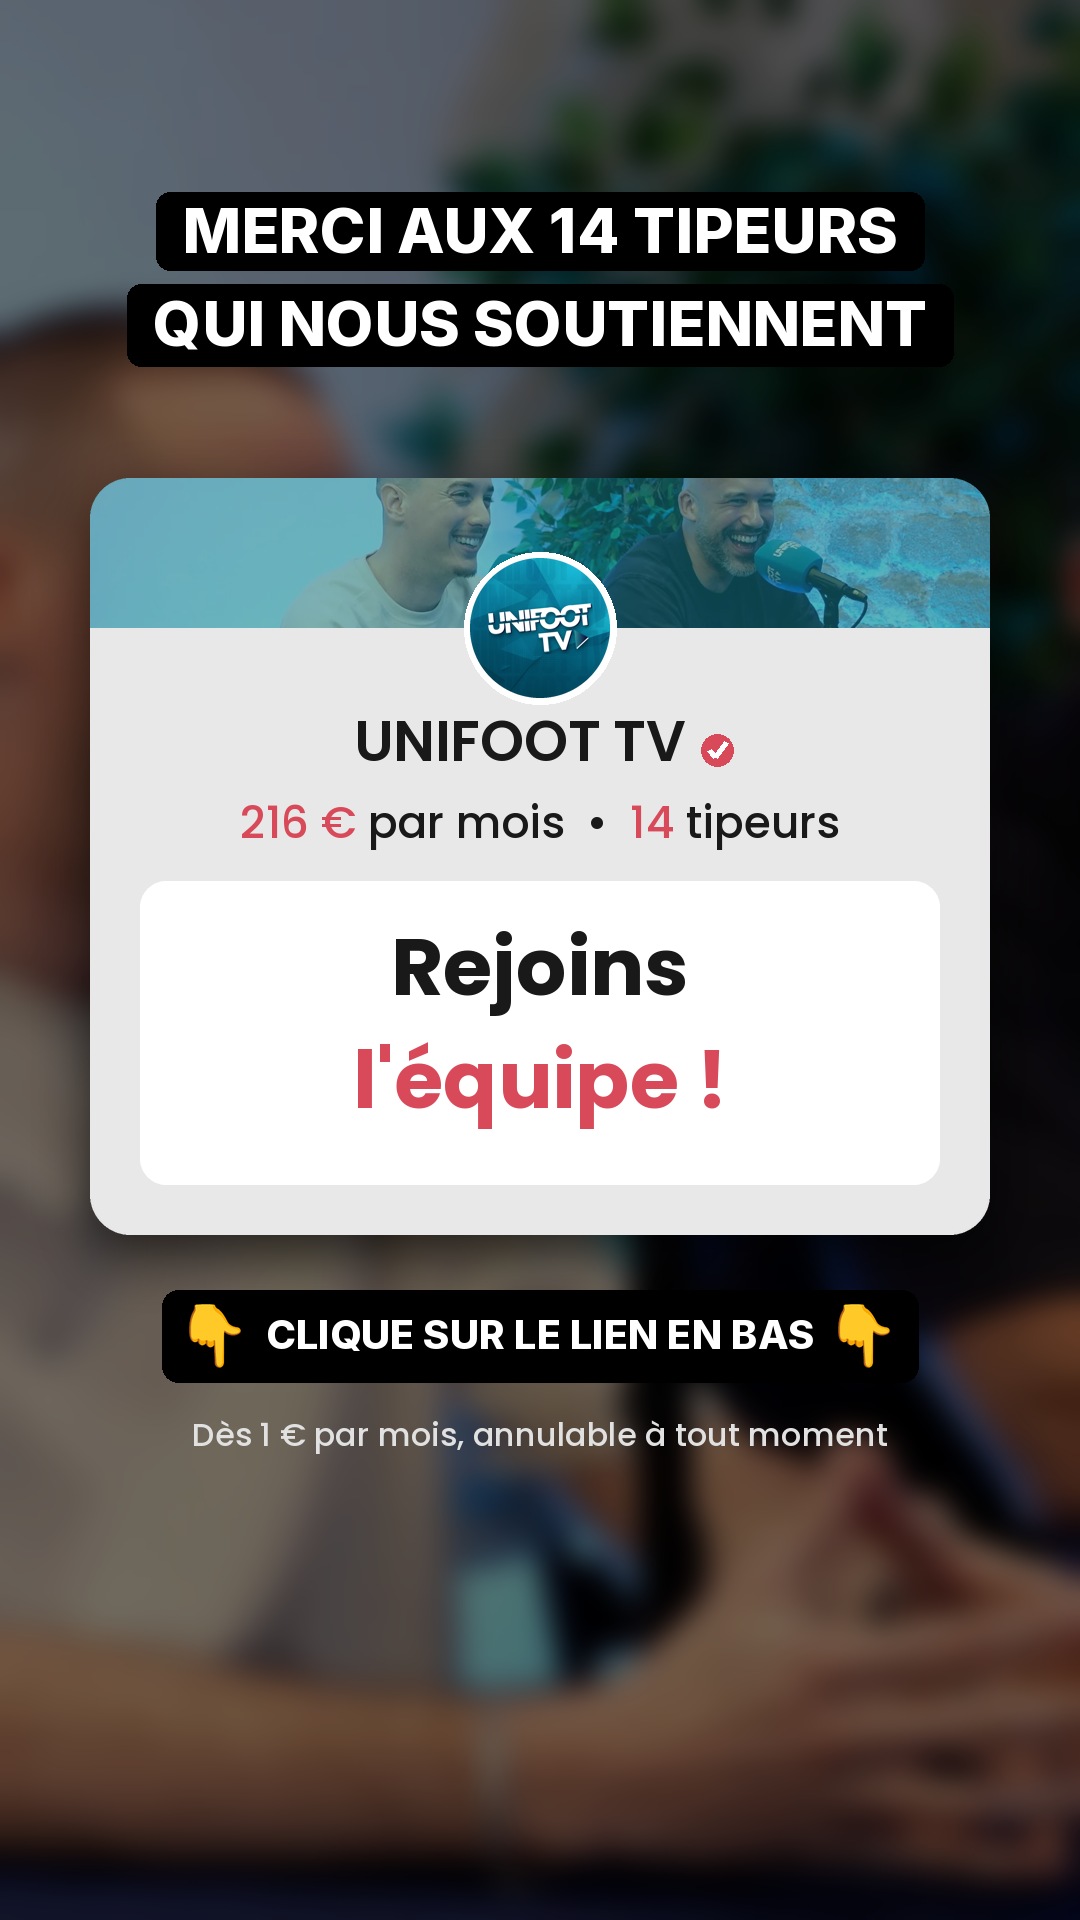 MERCI AUX 14 TIPEURS
QUI NOUS SOUTIENNENT
UNIFOOT
TV
UNIFOOT TV
216 € par mois • 14 tipeurs
Rejoins
l'équipe !
👇 CLIQUE SUR LE LIEN EN BAS 👇
Dès 1 € par mois, annulable à tout moment